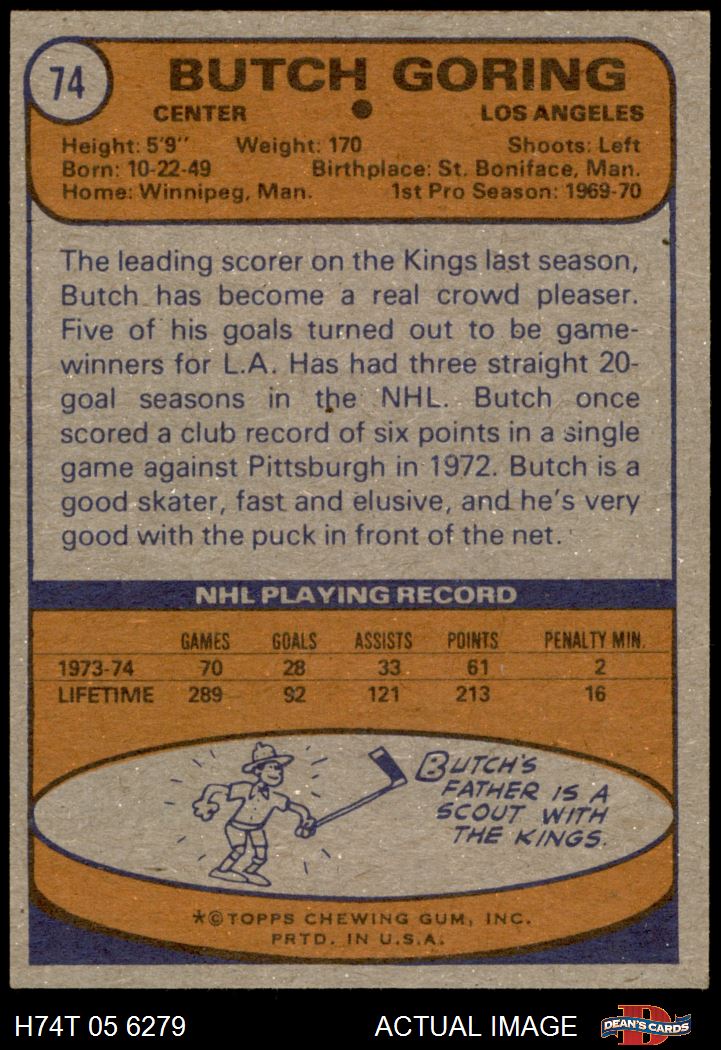 74
BUTCH GORING
CENTER ● LOS ANGELES
Height: 5'9" Weight: 170 Shoots: Left
Born: 10-22-49 Birthplace: St. Boniface, Man.
Home: Winnipeg, Man. 1st Pro Season: 1969-70
The leading scorer on the Kings last season,
Butch has become a real crowd pleaser.
Five of his goals turned out to be game-
winners for L.A. Has had three straight 20-
goal seasons in the NHL. Butch once
scored a club record of six points in a single
game against Pittsburgh in 1972. Butch is a
good skater, fast and elusive, and he's very
good with the puck in front of the net.
NHL PLAYING RECORD
GAMES GOALS ASSISTS POINTS PENALTY MIN.
1973-74 70 28 33 61 2
LIFETIME 289 92 121 213 16
BUTCH'S
FATHER IS A
SCOUT WITH
THE KINGS.
*©TOPPS CHEWING GUM, INC.
PRTD. IN U.S.A.
H74T 05 6279 ACTUAL IMAGE
D
DEAN'S CARDS